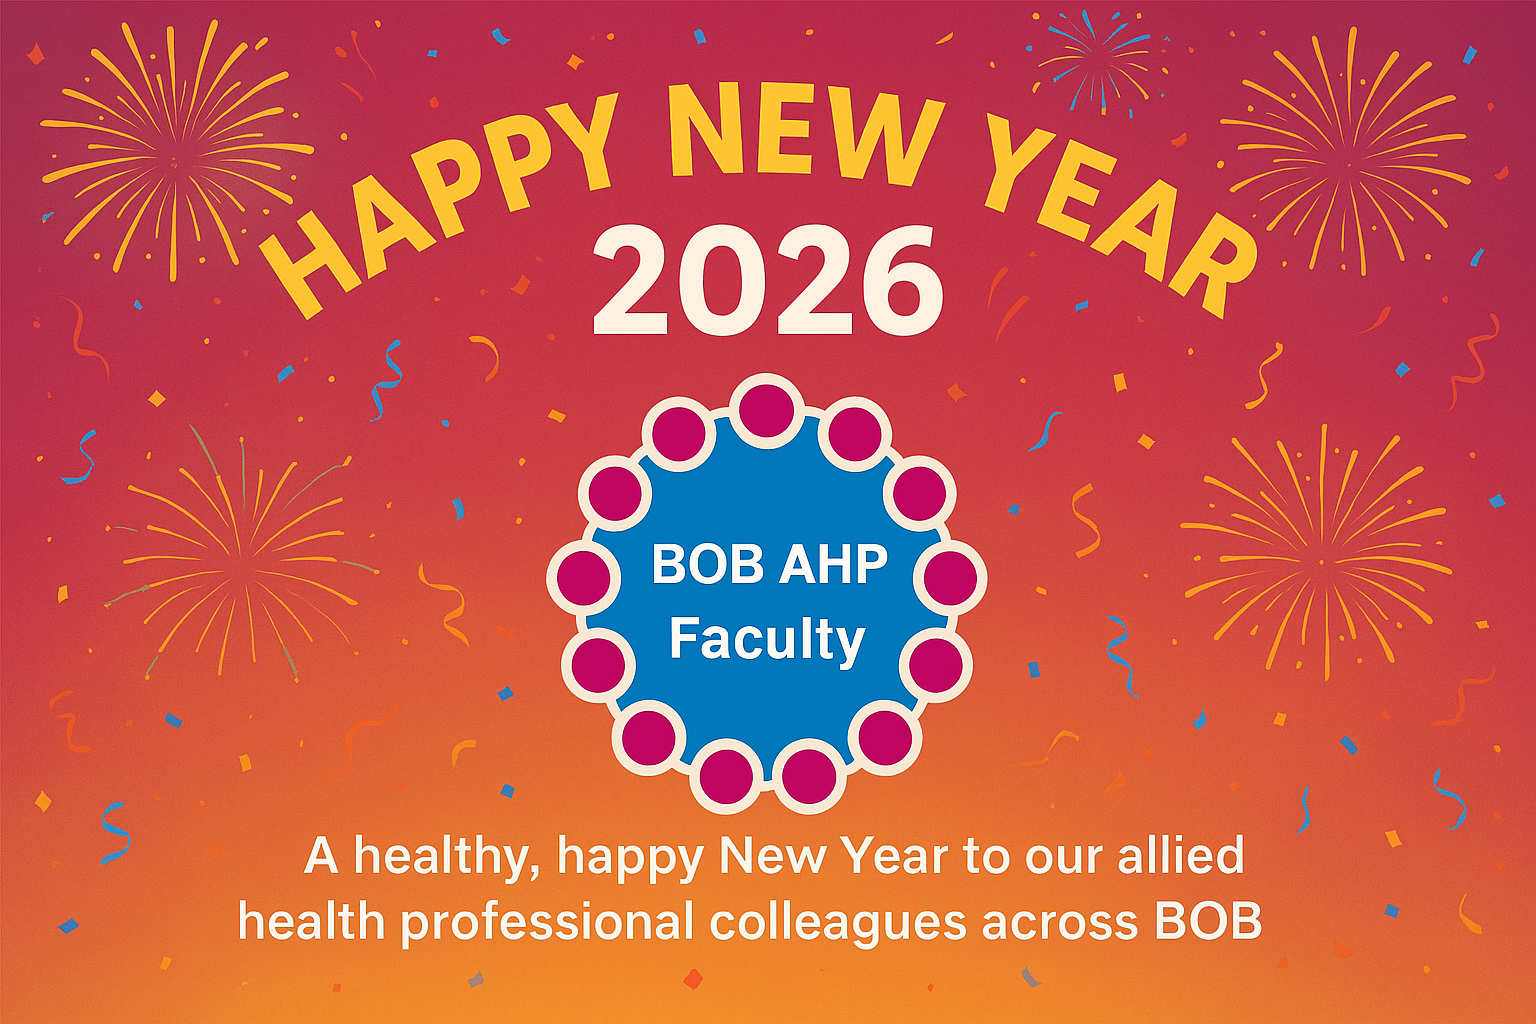 HAPPY NEW YEAR
2026
BOB AHP
Faculty
A healthy, happy New Year to our allied
health professional colleagues across BOB